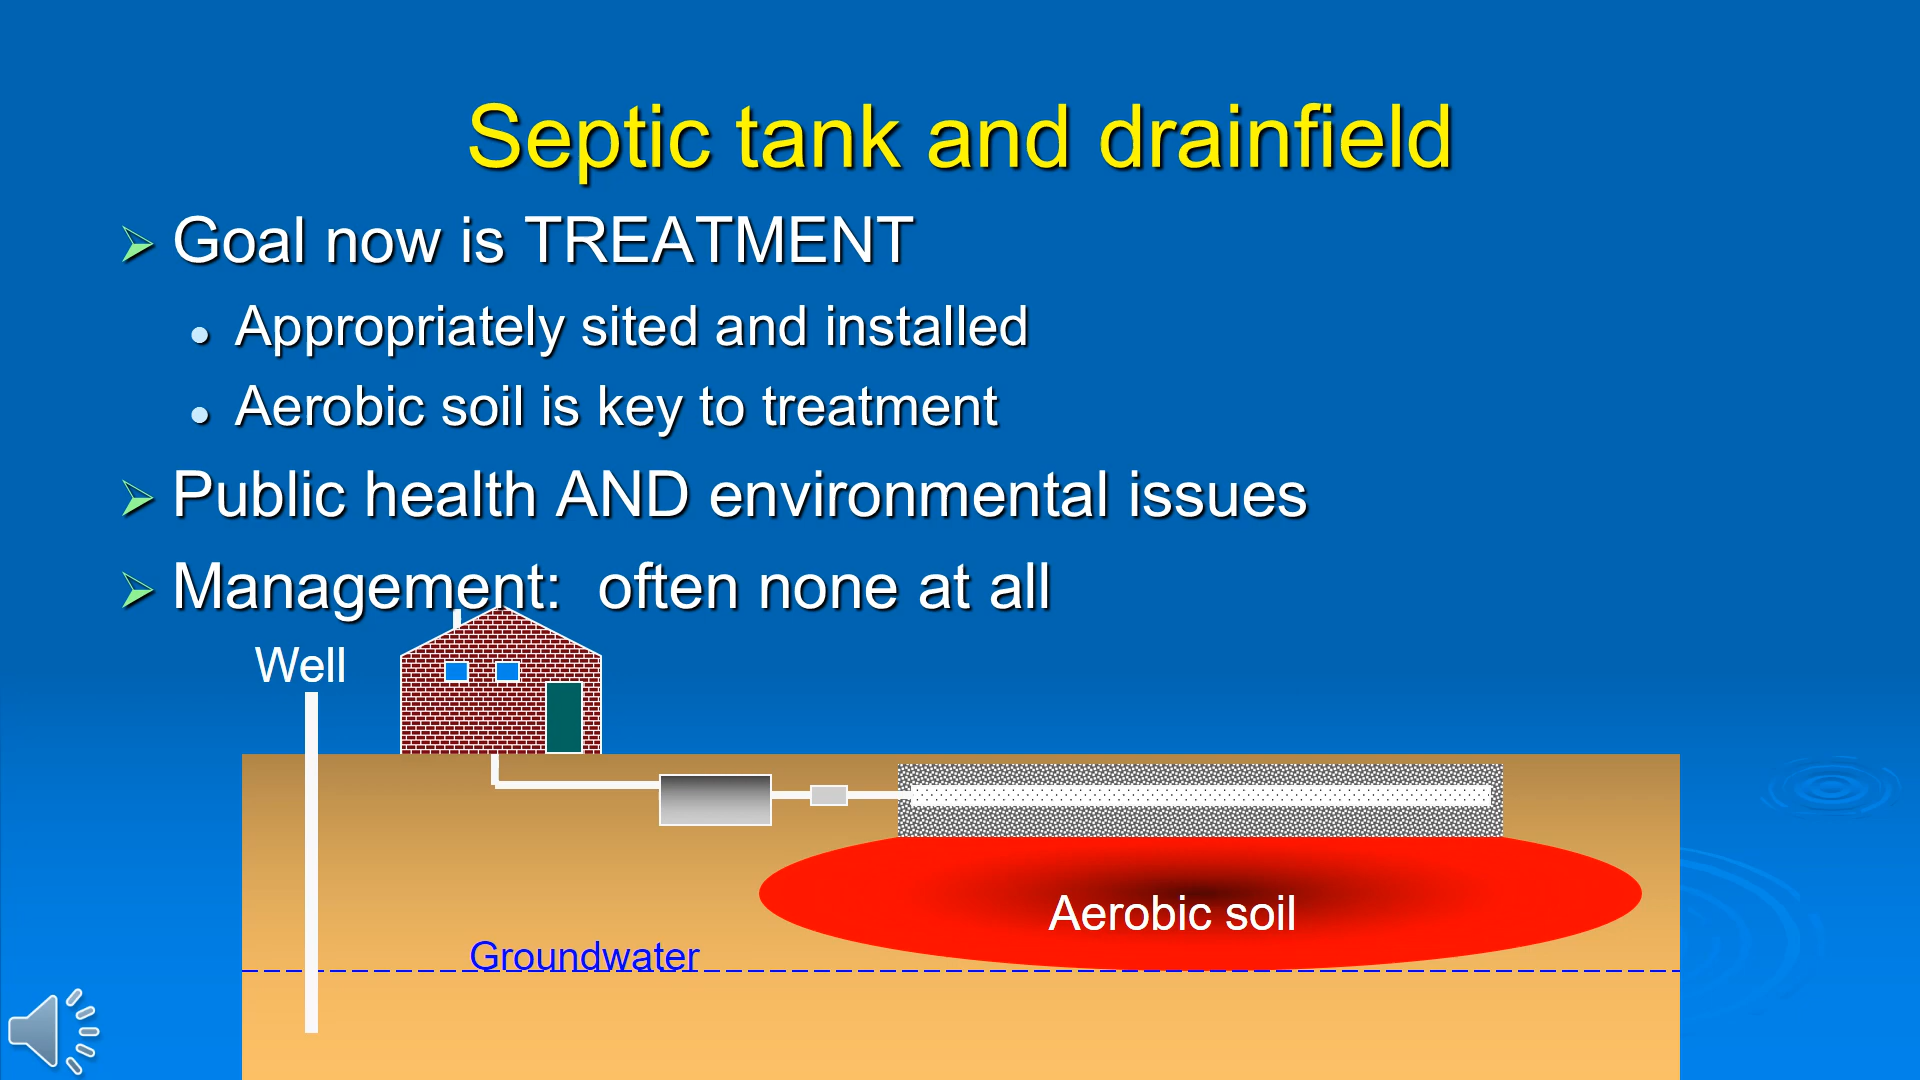 Septic tank and drainfield
Goal now is TREATMENT
Appropriately sited and installed
Aerobic soil is key to treatment
Public health AND environmental issues
Management:  often none at all
Well
Aerobic soil
Groundwater